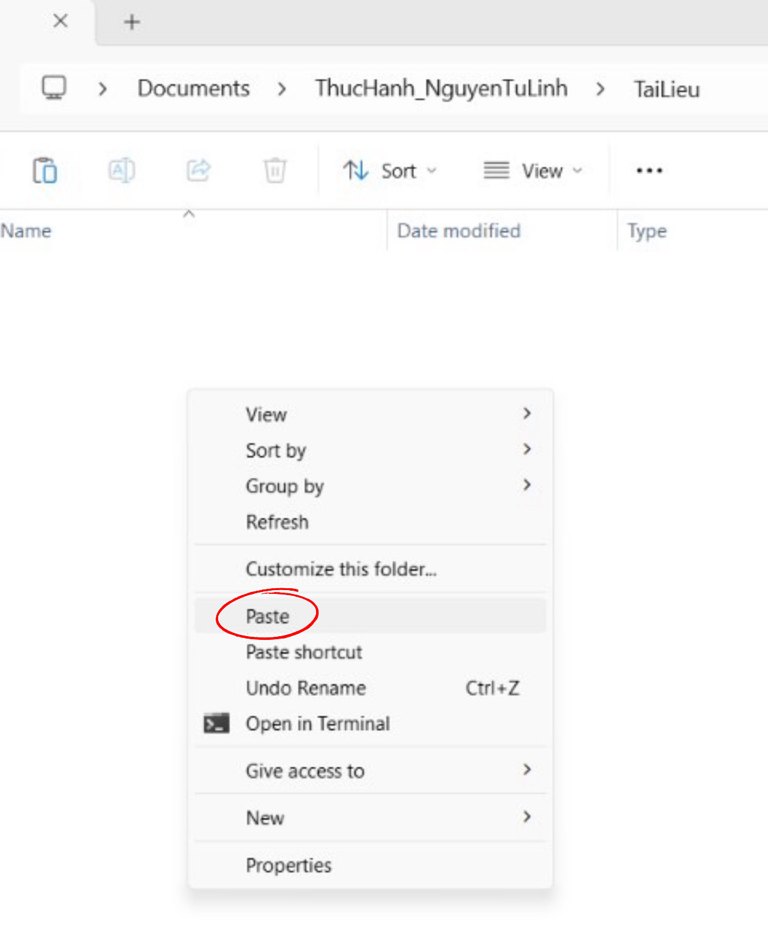 Documents > ThucHanh_NguyenTuLinh > TaiLieu
Sort View
Name Date modified Type
View
Sort by
Group by
Refresh
Customize this folder...
Paste
Paste shortcut
Undo Rename Ctrl+Z
Open in Terminal
Give access to
New
Properties